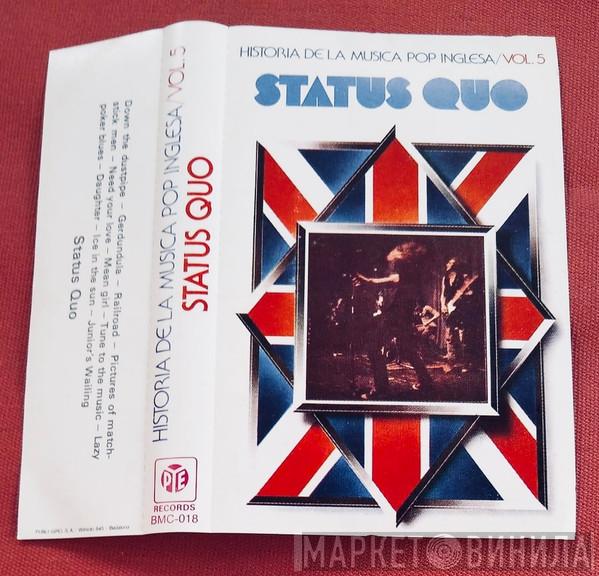 HISTORIA DE LA MUSICA POP INGLESA/VOL. 5
STATUS QUO
HISTORIA DE LA MUSICA POP INGLESA/VOL. 5
STATUS QUO
PYE
RECORDS
BMC-018
Down the dustpipe – Gerdundula – Railroad – Pictures of match-
stick men – Need your love – Mean girl – Tune to the music – Lazy
poker blues – Daughter – Ice in the sun – Junior's Wailing
Status Quo
МАРКЕТ ВИНИЛА